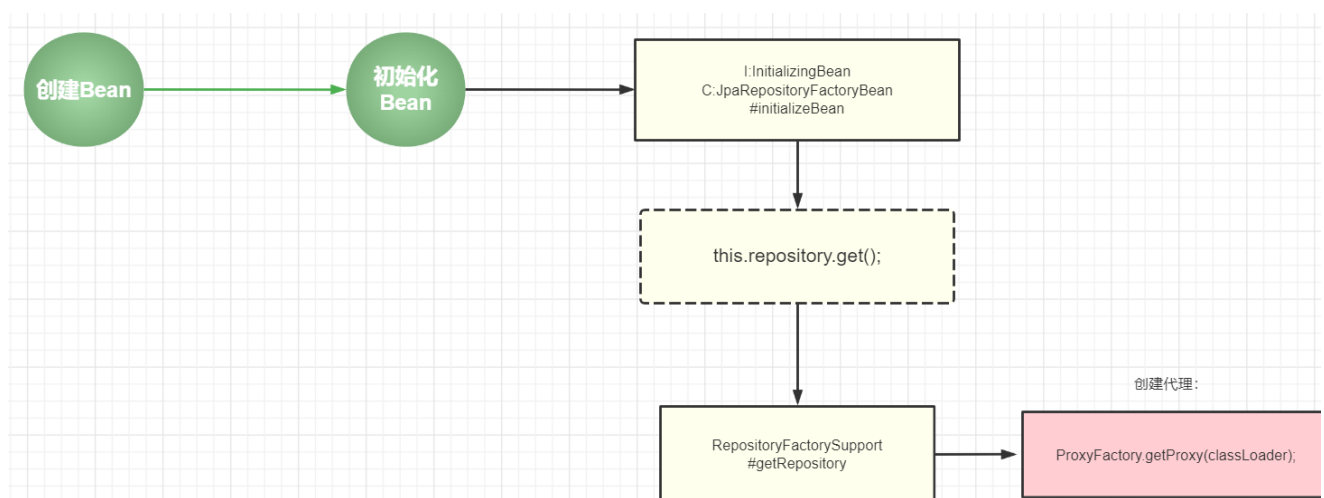 创建Bean
初始化
Bean
I:InitializingBean
C:JpaRepositoryFactoryBean
#initializeBean
this.repository.get();
创建代理：
RepositoryFactorySupport
#getRepository
ProxyFactory.getProxy(classLoader);